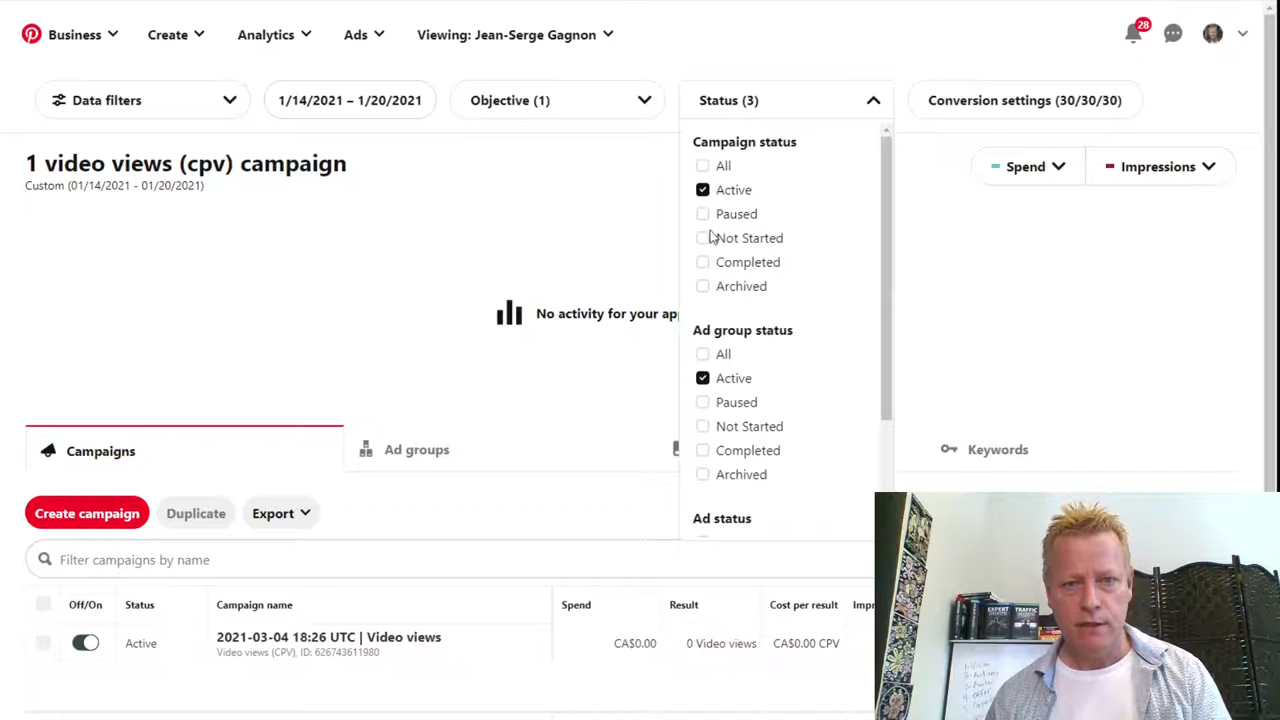 Business Create Analytics Ads Viewing: Jean-Serge Gagnon 28
Data filters 1/14/2021 – 1/20/2021 Objective (1) Status (3) Conversion settings (30/30/30)
1 video views (cpv) campaign
Custom (01/14/2021 - 01/20/2021)
Spend Impressions
Campaign status
All
Active
Paused
Not Started
Completed
Archived
No activity for your app
Ad group status
All
Active
Paused
Not Started
Completed
Archived
Ad status
Campaigns Ad groups Keywords
Create campaign Duplicate Export
Filter campaigns by name
Off/On Status Campaign name Spend Result Cost per result Impr
Active 2021-03-04 18:26 UTC | Video views CA$0.00 0 Video views CA$0.00 CPV
Video views (CPV), ID: 626743611980
EXPERT
TRAFFIC